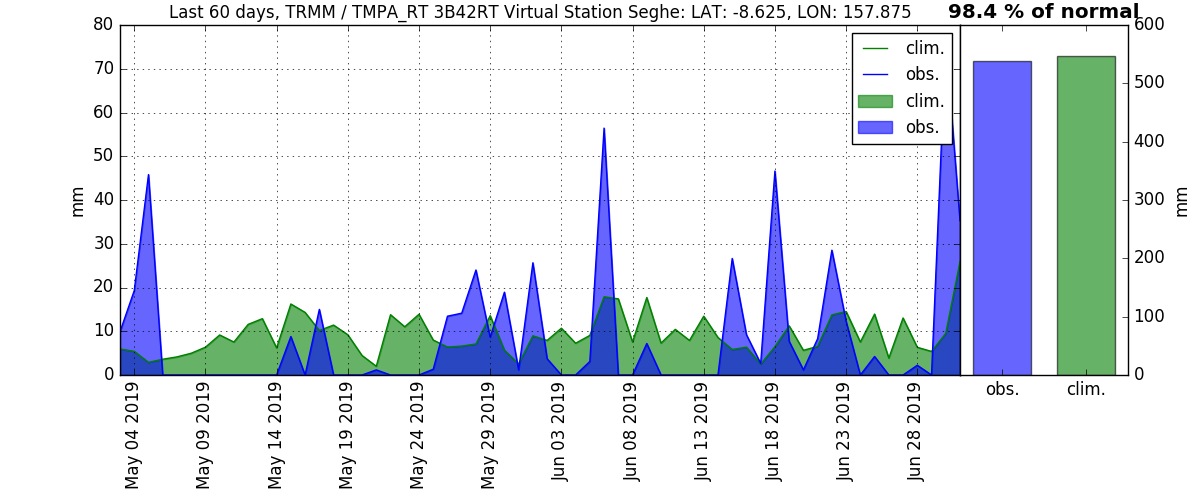 Last 60 days, TRMM / TMPA_RT 3B42RT Virtual Station Seghe: LAT: -8.625, LON: 157.875
98.4 % of normal
80
70
60
50
40
30
20
10
0
mm
clim.
obs.
clim.
obs.
600
500
400
300
200
100
0
mm
obs.
clim.
May 04 2019
May 09 2019
May 14 2019
May 19 2019
May 24 2019
May 29 2019
Jun 03 2019
Jun 08 2019
Jun 13 2019
Jun 18 2019
Jun 23 2019
Jun 28 2019